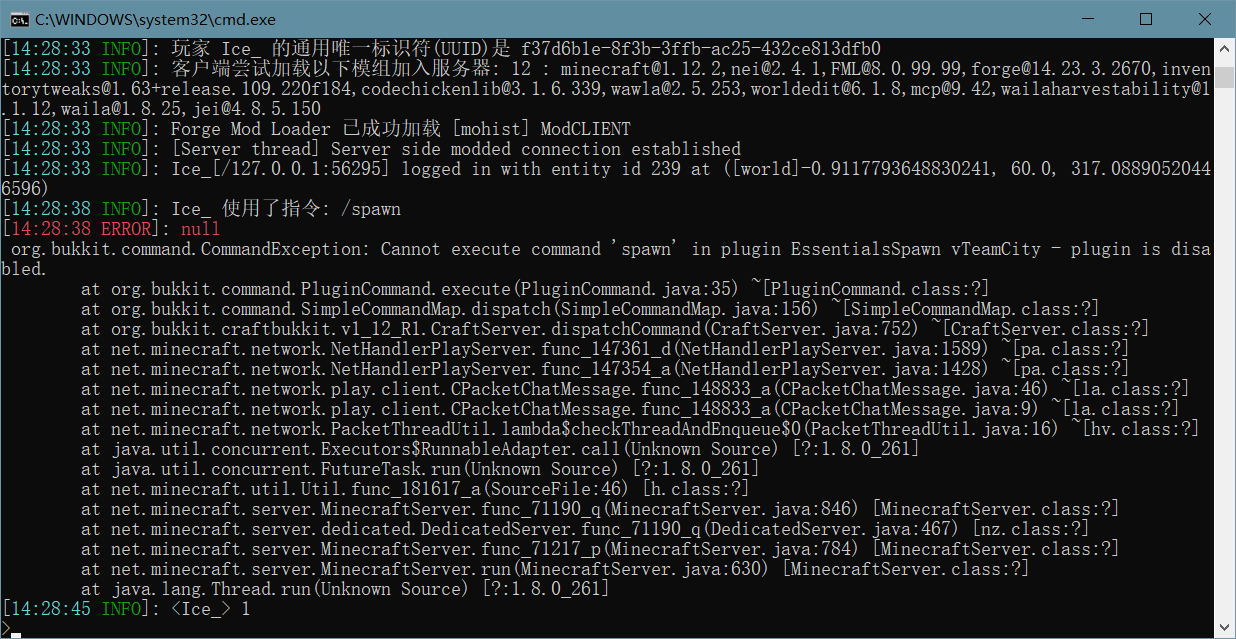 C:\WINDOWS\system32\cmd.exe
[14:28:33 INFO]: 玩家 Ice_ 的通用唯一标识符(UUID)是 f37d6b1e-8f3b-3ffb-ac25-432ce813dfb0
[14:28:33 INFO]: 客户端尝试加载以下模组加入服务器: 12 : minecraft@1.12.2,nei@2.4.1,FML@8.0.99.99,forge@14.23.3.2670,inven
torytweaks@1.63+release.109.220f184,codechickenlib@3.1.6.339,wawla@2.5.253,worldedit@6.1.8,mcp@9.42,wailaharvestability@1
.1.12,waila@1.8.25,jei@4.8.5.150
[14:28:33 INFO]: Forge Mod Loader 已成功加载 [mohist] ModCLIENT
[14:28:33 INFO]: [Server thread] Server side modded connection established
[14:28:33 INFO]: Ice_[/127.0.0.1:56295] logged in with entity id 239 at ([world]-0.9117793648830241, 60.0, 317.0889052044
6596)
[14:28:38 INFO]: Ice_ 使用了指令: /spawn
[14:28:38 ERROR]: null
org.bukkit.command.CommandException: Cannot execute command 'spawn' in plugin EssentialsSpawn vTeamCity - plugin is disa
bled.
at org.bukkit.command.PluginCommand.execute(PluginCommand.java:35) ~[PluginCommand.class:?]
at org.bukkit.command.SimpleCommandMap.dispatch(SimpleCommandMap.java:156) ~[SimpleCommandMap.class:?]
at org.bukkit.craftbukkit.v1_12_R1.CraftServer.dispatchCommand(CraftServer.java:752) ~[CraftServer.class:?]
at net.minecraft.network.NetHandlerPlayServer.func_147361_d(NetHandlerPlayServer.java:1589) ~[pa.class:?]
at net.minecraft.network.NetHandlerPlayServer.func_147354_a(NetHandlerPlayServer.java:1428) ~[pa.class:?]
at net.minecraft.network.play.client.CPacketChatMessage.func_148833_a(CPacketChatMessage.java:46) ~[la.class:?]
at net.minecraft.network.play.client.CPacketChatMessage.func_148833_a(CPacketChatMessage.java:9) ~[la.class:?]
at net.minecraft.network.PacketThreadUtil.lambda$checkThreadAndEnqueue$0(PacketThreadUtil.java:16) ~[hv.class:?]
at java.util.concurrent.Executors$RunnableAdapter.call(Unknown Source) [?:1.8.0_261]
at java.util.concurrent.FutureTask.run(Unknown Source) [?:1.8.0_261]
at net.minecraft.util.Util.func_181617_a(SourceFile:46) [h.class:?]
at net.minecraft.server.MinecraftServer.func_71190_q(MinecraftServer.java:846) [MinecraftServer.class:?]
at net.minecraft.server.dedicated.DedicatedServer.func_71190_q(DedicatedServer.java:467) [nz.class:?]
at net.minecraft.server.MinecraftServer.func_71217_p(MinecraftServer.java:784) [MinecraftServer.class:?]
at net.minecraft.server.MinecraftServer.run(MinecraftServer.java:630) [MinecraftServer.class:?]
at java.lang.Thread.run(Unknown Source) [?:1.8.0_261]
[14:28:45 INFO]: <Ice_> 1
>